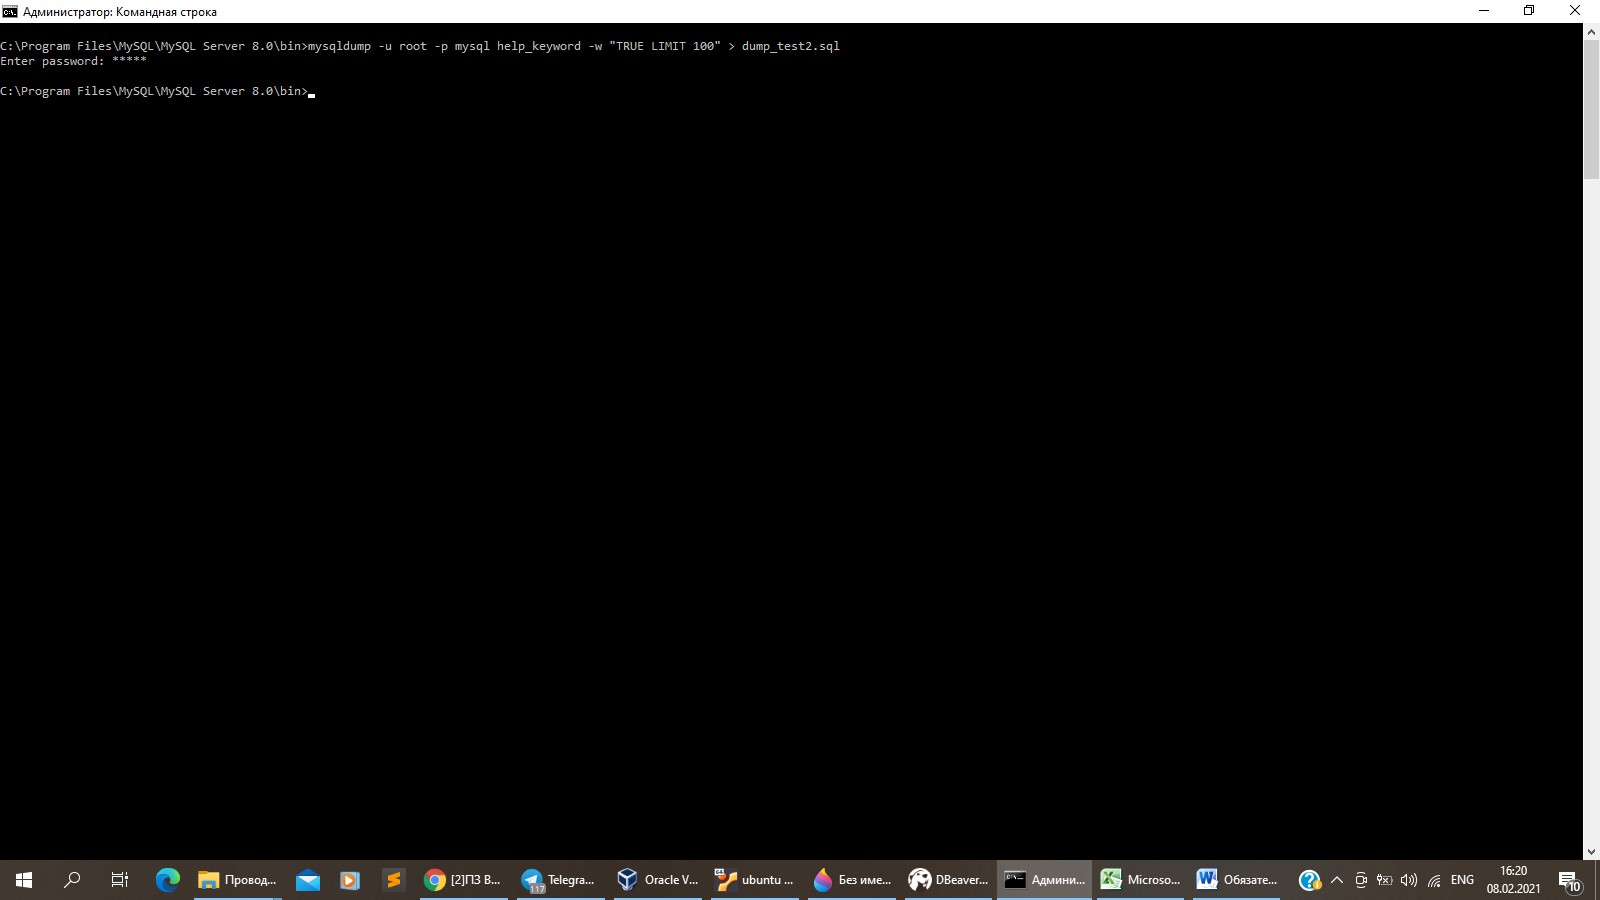 Администратор: Командная строка
C:\Program Files\MySQL\MySQL Server 8.0\bin>mysqldump -u root -p mysql help_keyword -w "TRUE LIMIT 100" > dump_test2.sql
Enter password: *****
C:\Program Files\MySQL\MySQL Server 8.0\bin>
Провод...
[2]ПЗ В...
Telegra...
117
Oracle V...
ubuntu ...
Без име...
DBeaver...
Админи...
Microso...
Обязате...
ENG
16:20
08.02.2021
10